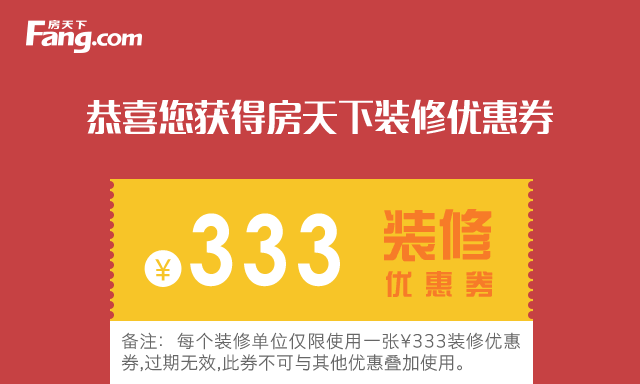 房天下
Fang.com
恭喜您获得房天下装修优惠券
¥ 333
装修
优惠券
备注：每个装修单位仅限使用一张¥333装修优惠
券,过期无效,此券不可与其他优惠叠加使用。